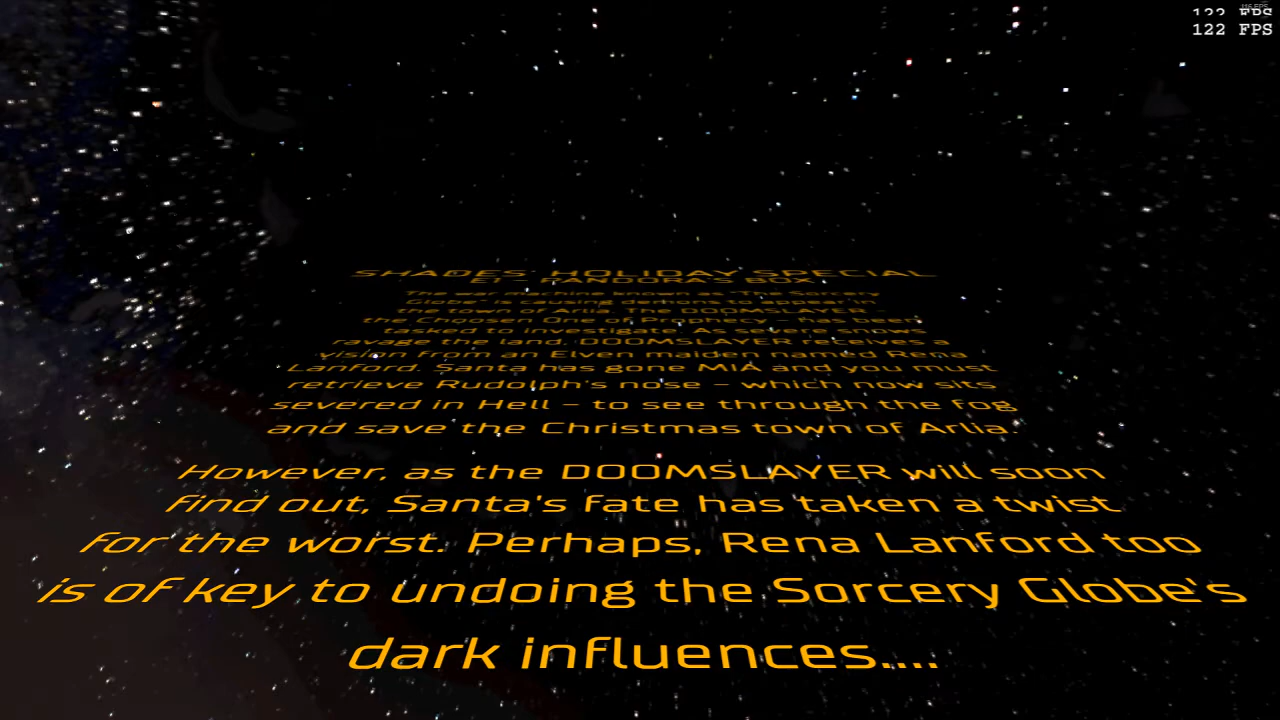 122 FPS
122 FPS
SHADES' HOLIDAY SPECIAL
E1 - PANDORA'S BOX
The war machine known as "The Sorcery
Globe" is causing demons to appear in
the town of Arlia. The DOOMSLAYER -
the Choosen One of Prophecy - has been
tasked to investigate. As severe snows
ravage the land, DOOMSLAYER receives a
vision from an Elven maiden named Rena
Lanford. Santa has gone MIA and you must
retrieve Rudolph's nose - which now sits
severed in Hell - to see through the fog
and save the Christmas town of Arlia.
However, as the DOOMSLAYER will soon
find out, Santa's fate has taken a twist
for the worst. Perhaps, Rena Lanford too
is of key to undoing the Sorcery Globe's
dark influences....